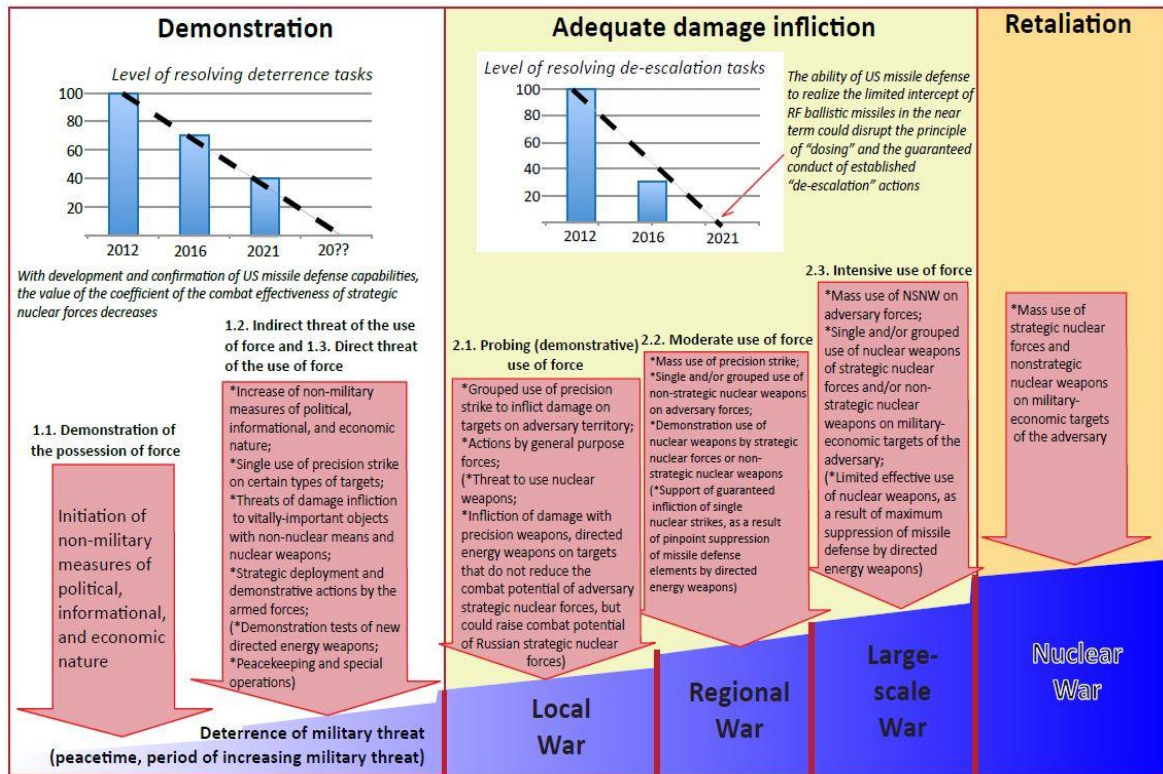 Demonstration
Level of resolving deterrence tasks
100
80
60
40
20
2012
2016
2021
20??
With development and confirmation of US missile defense capabilities,
the value of the coefficient of the combat effectiveness of strategic
nuclear forces decreases
1.1. Demonstration of
the possession of force
Initiation of
non-military
measures of
political,
informational,
and economic
nature
1.2. Indirect threat of the use
of force and 1.3. Direct threat
of the use of force
*Increase of non-military
measures of political,
informational, and economic
nature;
*Single use of precision strike
on certain types of targets;
*Threats of damage infliction
to vitally-important objects
with non-nuclear means and
nuclear weapons;
*Strategic deployment and
demonstrative actions by the
armed forces;
(*Demonstration tests of new
directed energy weapons;
*Peacekeeping and special
operations)
Deterrence of military threat
(peacetime, period of increasing military threat)
Adequate damage infliction
Level of resolving de-escalation tasks
100
80
60
40
20
2012
2016
2021
The ability of US missile defense
to realize the limited intercept of
RF ballistic missiles in the near
term could disrupt the principle
of “dosing” and the guaranteed
conduct of established
“de-escalation” actions
2.1. Probing (demonstrative)
use of force
*Grouped use of precision
strike to inflict damage on
targets on adversary territory;
*Actions by general purpose
forces;
(*Threat to use nuclear
weapons;
*Infliction of damage with
precision weapons, directed
energy weapons on targets
that do not reduce the
combat potential of adversary
strategic nuclear forces, but
could raise combat potential
of Russian strategic nuclear
forces)
Local
War
2.2. Moderate use of force
*Mass use of precision strike;
*Single and/or grouped use of
non-strategic nuclear weapons
on adversary forces;
*Demonstration use of
nuclear weapons by strategic
nuclear forces or non-
strategic nuclear weapons
(*Support of guaranteed
infliction of single
nuclear strikes, as a result
of pinpoint suppression
of missile defense
elements by directed
energy weapons)
Regional
War
2.3. Intensive use of force
*Mass use of NSNW on
adversary forces;
*Single and/or grouped
use of nuclear weapons
of strategic nuclear
forces and/or non-
strategic nuclear
weapons on military-
economic targets of the
adversary;
(*Limited effective use
of nuclear weapons, as
a result of maximum
suppression of missile
defense by directed
energy weapons)
Large-
scale
War
Retaliation
*Mass use of
strategic nuclear
forces and
nonstrategic
nuclear weapons
on military-
economic targets
of the adversary
Nuclear
War